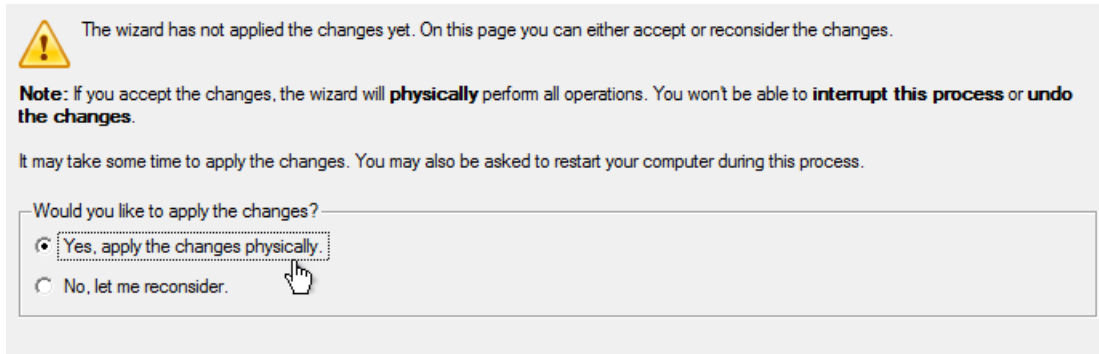 The wizard has not applied the changes yet. On this page you can either accept or reconsider the changes.
Note: If you accept the changes, the wizard will physically perform all operations. You won't be able to interrupt this process or undo
the changes.
It may take some time to apply the changes. You may also be asked to restart your computer during this process.
Would you like to apply the changes?
Yes, apply the changes physically.
No, let me reconsider.